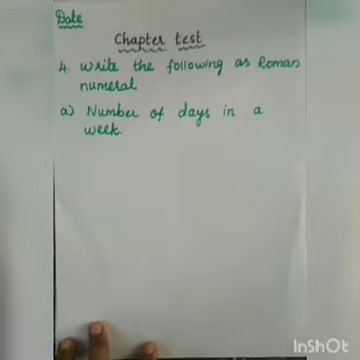 Date
Chapter test
4. Write the following as Roman
numeral
a) Number of days in a
week.
InShOt